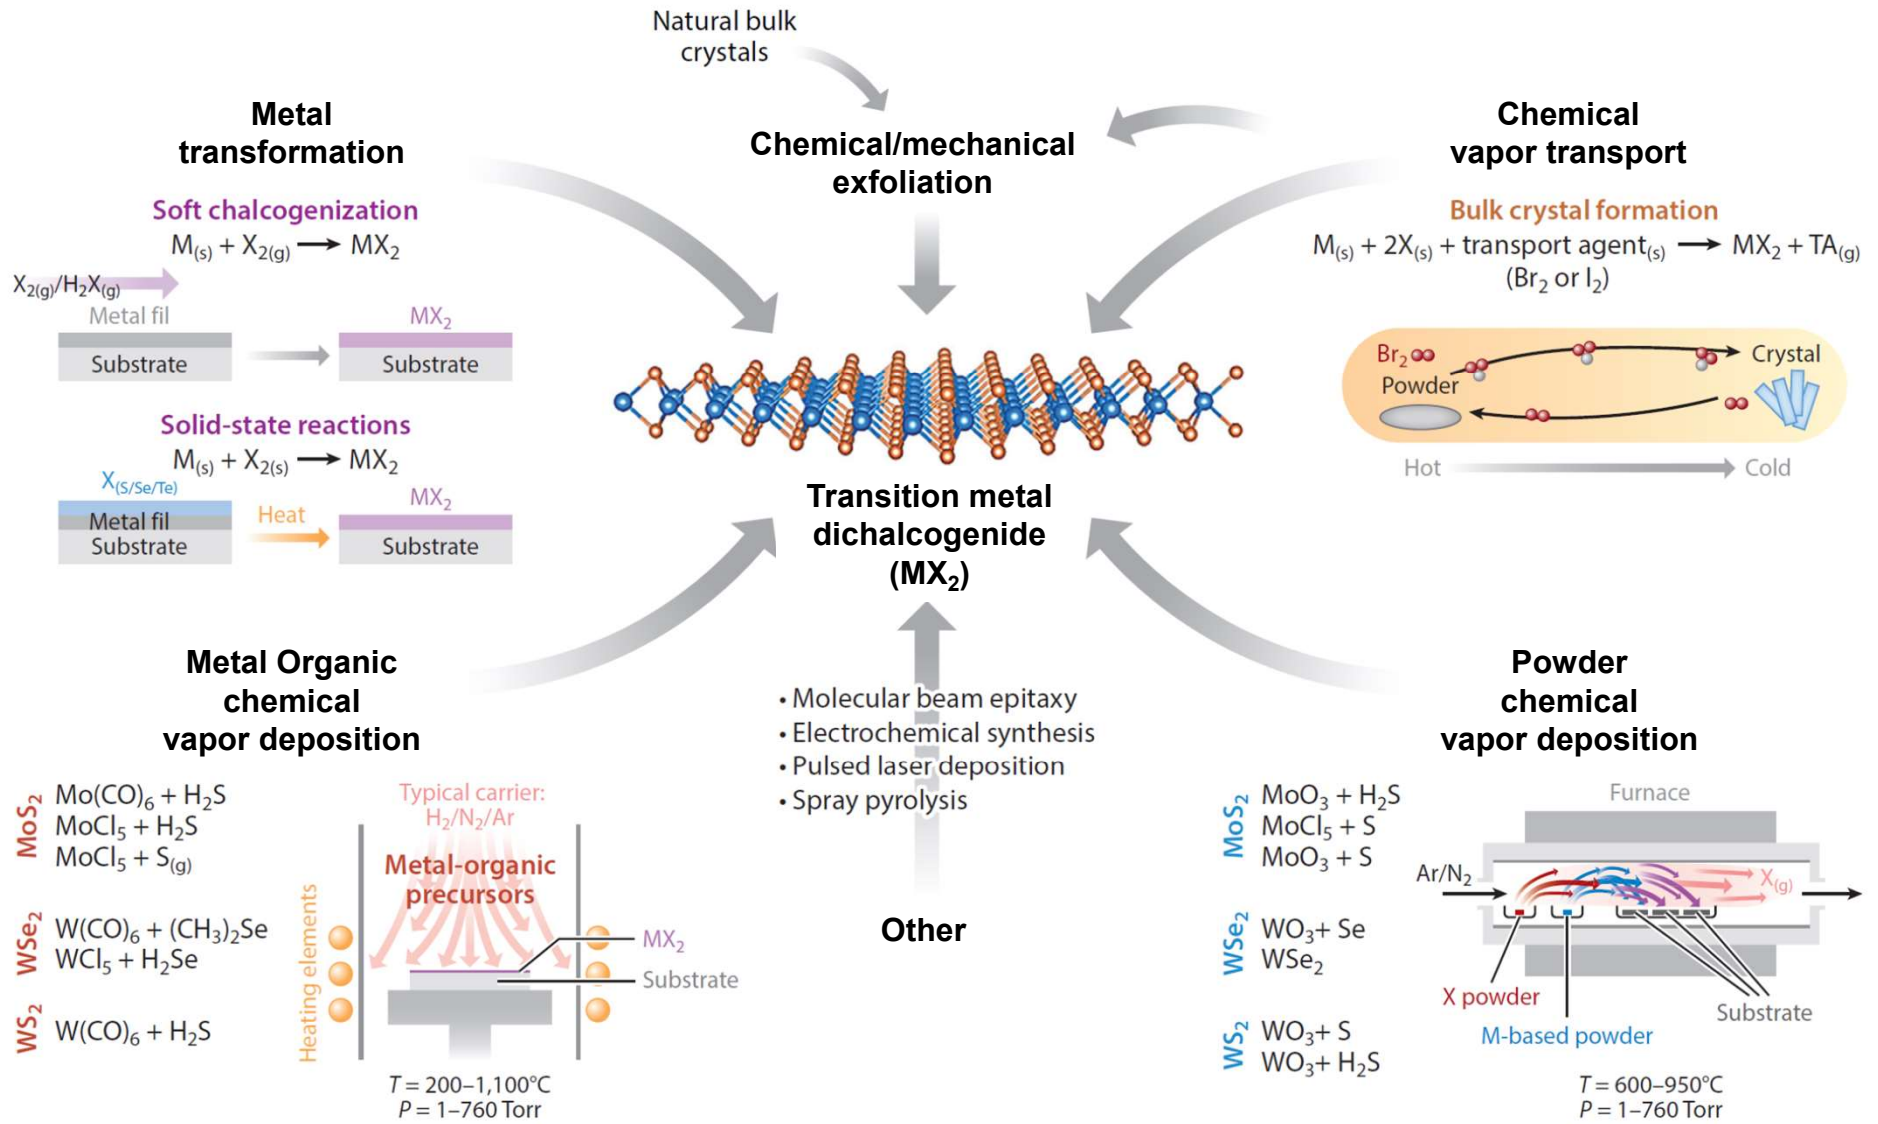 Natural bulk
crystals
Chemical/mechanical
exfoliation
Metal
transformation
Soft chalcogenization
M(s) + X2(g) → MX2
X2(g)/H2X(g)
Metal fil
Substrate
MX2
Substrate
Solid-state reactions
M(s) + X2(s) → MX2
X(S/Se/Te)
Metal fil
Substrate
Heat
MX2
Substrate
Chemical
vapor transport
Bulk crystal formation
M(s) + 2X(s) + transport agent(s) → MX2 + TA(g)
(Br2 or I2)
Br2
Powder
Crystal
Hot
Cold
Transition metal
dichalcogenide
(MX2)
Metal Organic
chemical
vapor deposition
MoS2
Mo(CO)6 + H2S
MoCl5 + H2S
MoCl5 + S(g)
WSe2
W(CO)6 + (CH3)2Se
WCl5 + H2Se
WS2
W(CO)6 + H2S
Typical carrier:
H2/N2/Ar
Metal-organic
precursors
Heating elements
MX2
Substrate
T = 200–1,100°C
P = 1–760 Torr
• Molecular beam epitaxy
• Electrochemical synthesis
• Pulsed laser deposition
• Spray pyrolysis
Other
Powder
chemical
vapor deposition
MoS2
MoO3 + H2S
MoCl5 + S
MoO3 + S
WSe2
WO3+ Se
WSe2
WS2
WO3+ S
WO3+ H2S
Furnace
Ar/N2
X(g)
X powder
M-based powder
Substrate
T = 600–950°C
P = 1–760 Torr